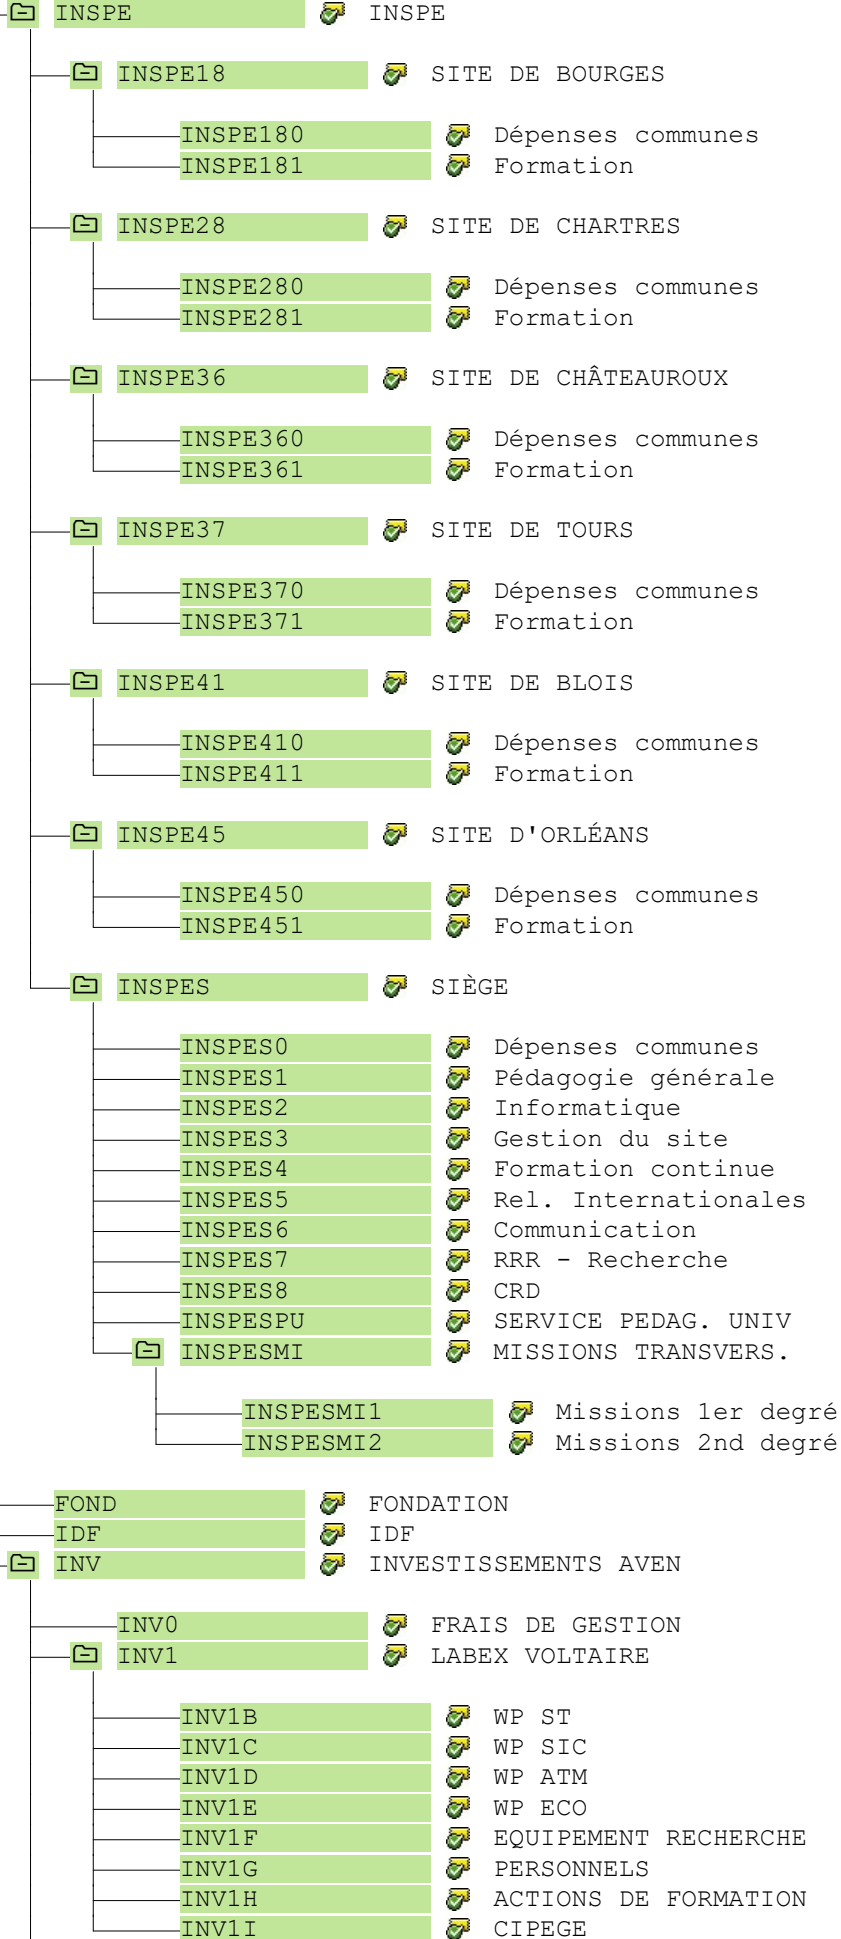 INSPE INSPE
INSPE18 SITE DE BOURGES
INSPE180 Dépenses communes
INSPE181 Formation
INSPE28 SITE DE CHARTRES
INSPE280 Dépenses communes
INSPE281 Formation
INSPE36 SITE DE CHÂTEAUROUX
INSPE360 Dépenses communes
INSPE361 Formation
INSPE37 SITE DE TOURS
INSPE370 Dépenses communes
INSPE371 Formation
INSPE41 SITE DE BLOIS
INSPE410 Dépenses communes
INSPE411 Formation
INSPE45 SITE D'ORLÉANS
INSPE450 Dépenses communes
INSPE451 Formation
INSPES SIÈGE
INSPES0 Dépenses communes
INSPES1 Pédagogie générale
INSPES2 Informatique
INSPES3 Gestion du site
INSPES4 Formation continue
INSPES5 Rel. Internationales
INSPES6 Communication
INSPES7 RRR - Recherche
INSPES8 CRD
INSPESPU SERVICE PEDAG. UNIV
INSPESMI MISSIONS TRANSVERS.
INSPESMI1 Missions 1er degré
INSPESMI2 Missions 2nd degré
FOND FONDATION
IDF IDF
INV INVESTISSEMENTS AVEN
INV0 FRAIS DE GESTION
INV1 LABEX VOLTAIRE
INV1B WP ST
INV1C WP SIC
INV1D WP ATM
INV1E WP ECO
INV1F EQUIPEMENT RECHERCHE
INV1G PERSONNELS
INV1H ACTIONS DE FORMATION
INV1I CIPEGE